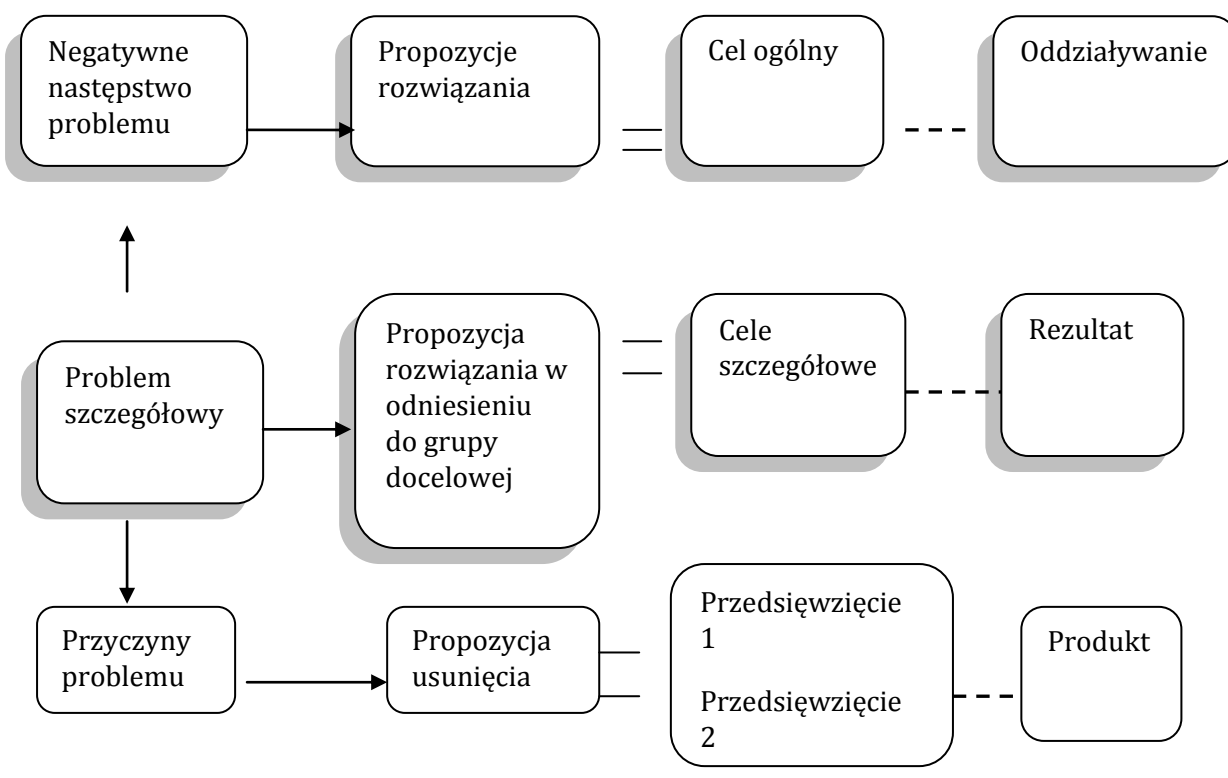 Negatywne
następstwo
problemu
Propozycje
rozwiązania
Cel ogólny
Oddziaływanie
Problem
szczegółowy
Propozycja
rozwiązania w
odniesieniu
do grupy
docelowej
Cele
szczegółowe
Rezultat
Przyczyny
problemu
Propozycja
usunięcia
Przedsięwzięcie
1
Przedsięwzięcie
2
Produkt